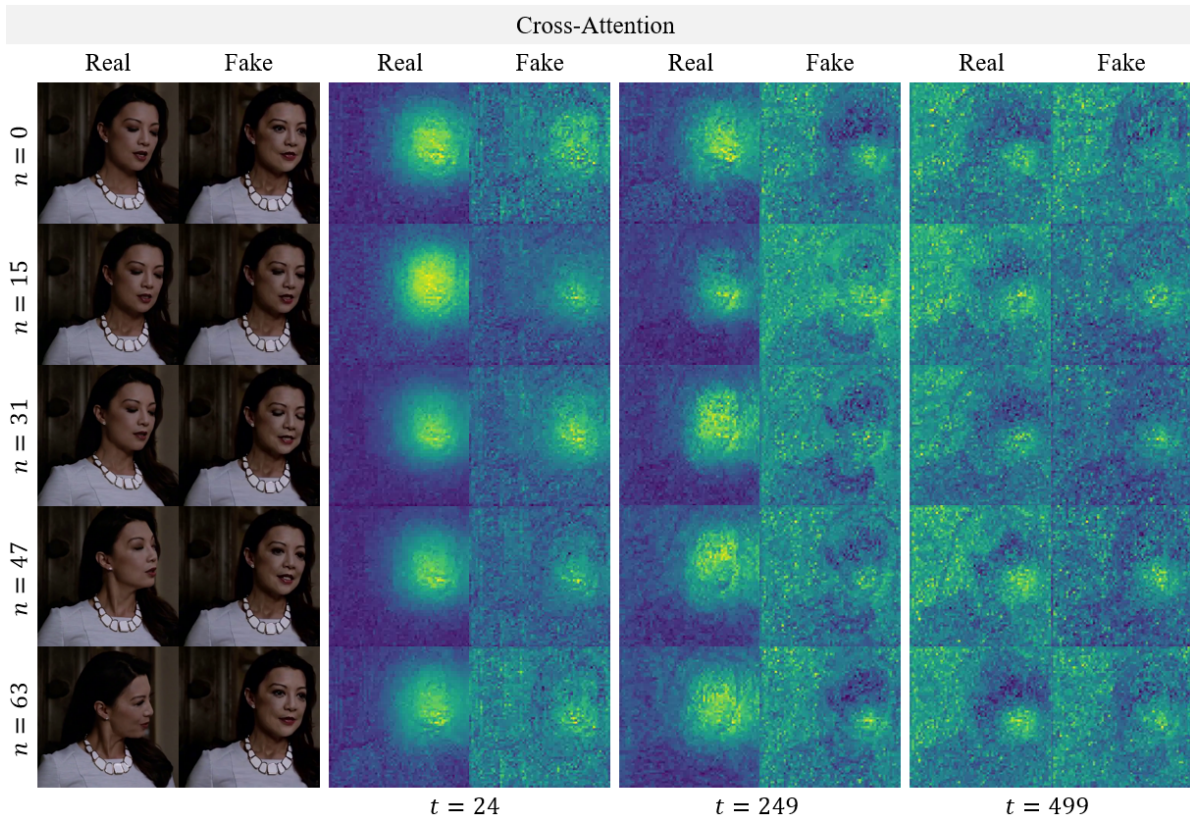 Cross-Attention
Real Fake Real Fake Real Fake Real Fake
n = 0
n = 15
n = 31
n = 47
n = 63
t = 24 t = 249 t = 499